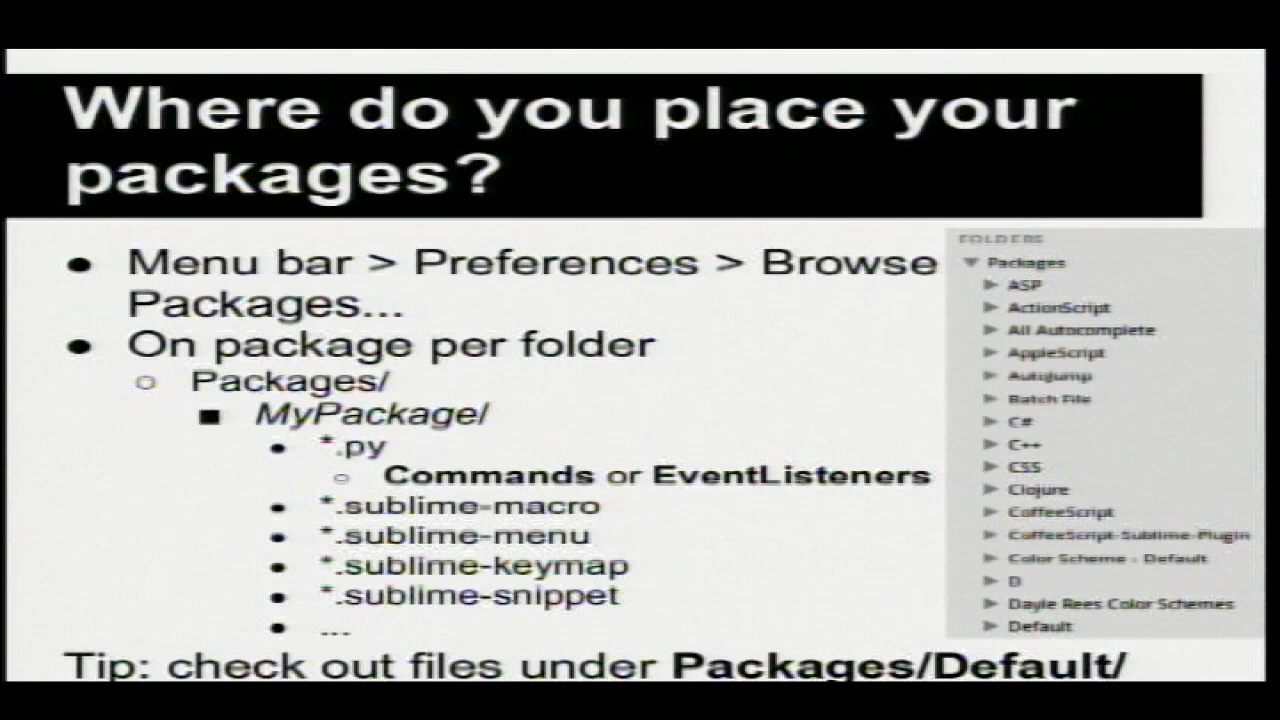 Where do you place your
packages?
● Menu bar > Preferences > Browse
Packages...
● On package per folder
○ Packages/
■ MyPackage/
● *.py
○ Commands or EventListeners
● *.sublime-macro
● *.sublime-menu
● *.sublime-keymap
● *.sublime-snippet
● ...
Tip: check out files under Packages/Default/
FOLDERS
Packages
ASP
ActionScript
All Autocomplete
AppleScript
AutoJump
Batch File
C#
C++
CSS
Clojure
CoffeeScript
CoffeeScript-Sublime-Plugin
Color Scheme - Default
D
Dayle Rees Color Schemes
Default